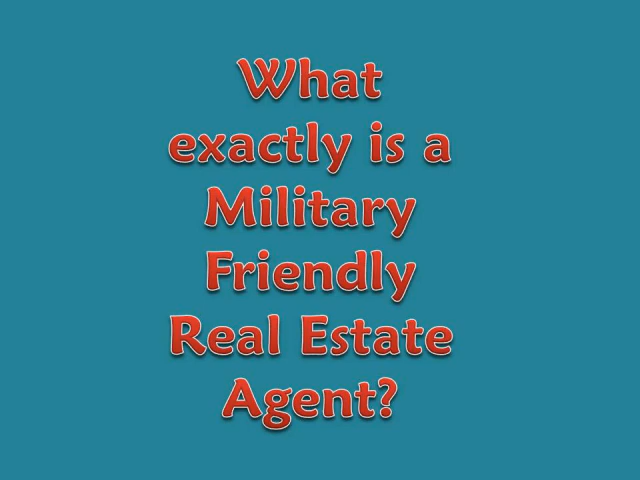 What
exactly is a
Military
Friendly
Real Estate
Agent?